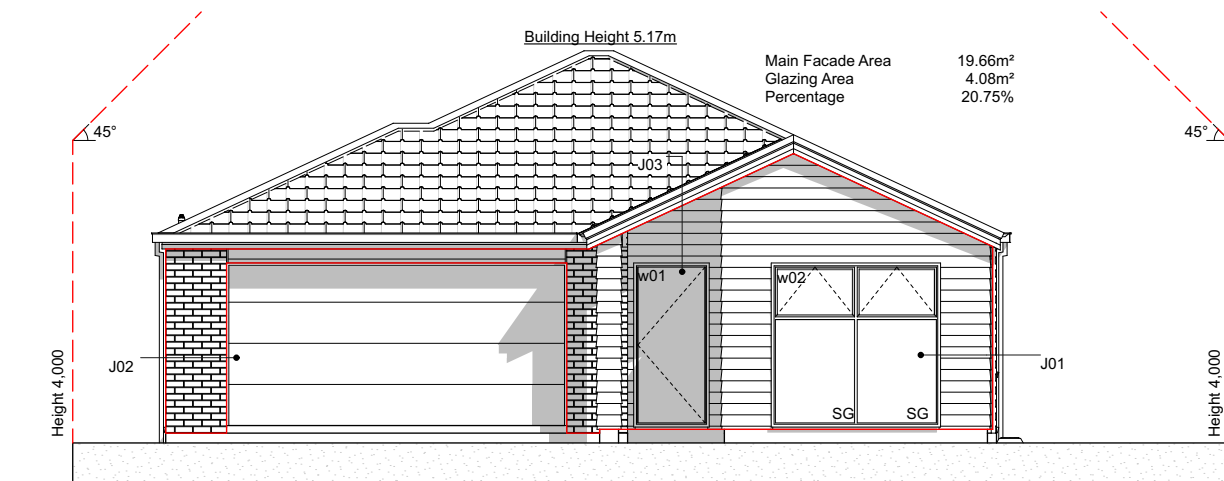 Building Height 5.17m
Main Facade Area 19.66m²
Glazing Area 4.08m²
Percentage 20.75%
45°
45°
J03
w01
w02
J02
J01
SG
SG
Height 4,000
Height 4,000